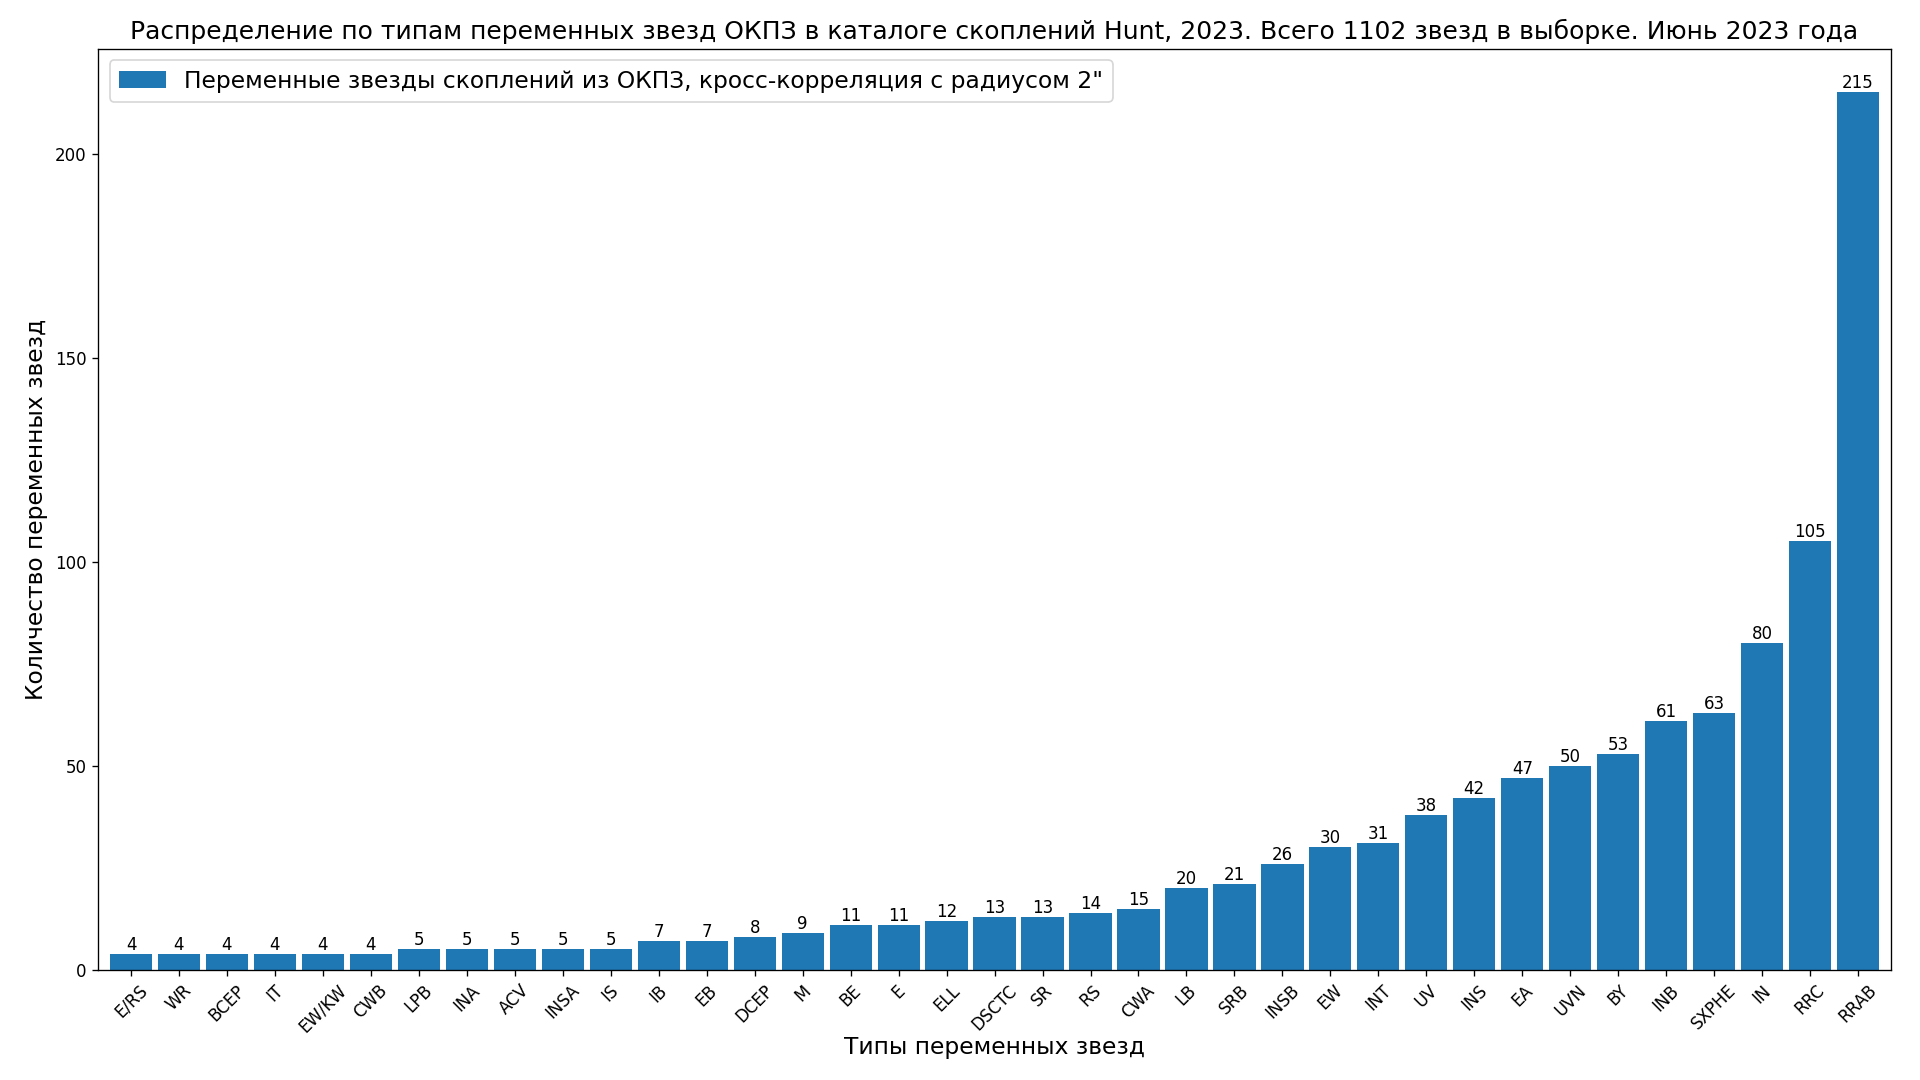 Распределение по типам переменных звезд ОКПЗ в каталоге скоплений Hunt, 2023. Всего 1102 звезд в выборке. Июнь 2023 года
Переменные звезды скоплений из ОКПЗ, кросс-корреляция с радиусом 2"
Количество переменных звезд
200
150
100
50
0
4 4 4 4 4 4 5 5 5 5 5 7 7 8 9 11 11 12 13 13 14 15 20 21 26 30 31 38 42 47 50 53 61 63 80 105 215
E/RS WR BCEP IT EW/KW CWB LPB INA ACV INSA IS IB EB DCEP M BE E ELL DSCTC SR RS CWA LB SRB INSB EW INT UV INS EA UVN BY INB SXPHE IN RRC RRAB
Типы переменных звезд